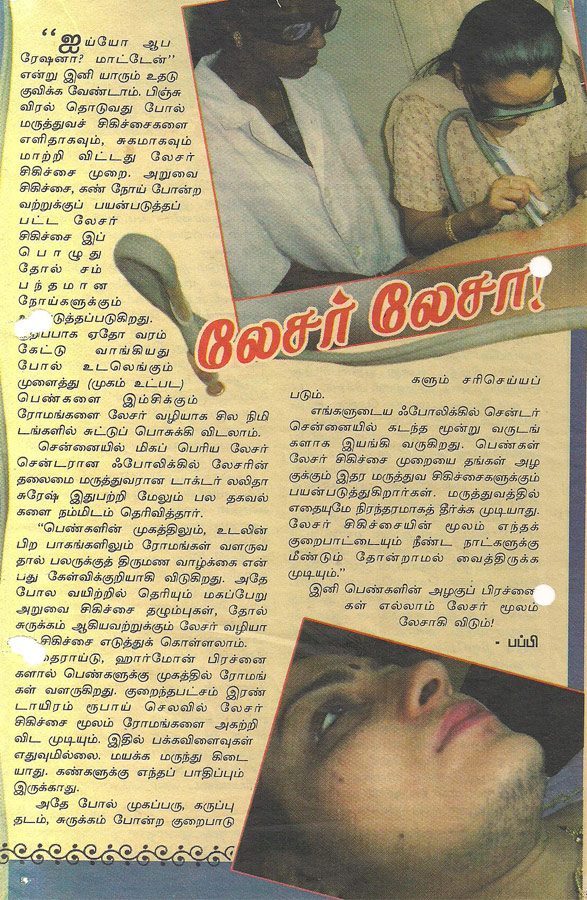 லேசர் லேசா!
“ஐய்யோ ஆப
ரேஷனா? மாட்டேன்”
என்று இனி யாரும் உதடு
குவிக்க வேண்டாம். பிஞ்சு
விரல் தொடுவது போல்
மருத்துவச் சிகிச்சைகளை
எளிதாகவும், சுகமாகவும்
மாற்றி விட்டது லேசர்
சிகிச்சை முறை. அறுவை
சிகிச்சை, கண் நோய் போன்ற
வற்றுக்குப் பயன்படுத்தப்
பட்ட லேசர்
சிகிச்சை இப்
பொழுது
தோல் சம்
பந்தமான
நோய்களுக்கும்
படுத்தப்படுகிறது.
ஏதோ வரம்
கேட்டு வாங்கியது
போல் உடலெங்கும்
முளைத்து (முகம் உட்பட)
பெண்களை இம்சிக்கும்
ரோமங்களை லேசர் வழியாக சில நிமி
டங்களில் சுட்டுப் பொசுக்கி விடலாம்.
சென்னையில் மிகப் பெரிய லேசர்
சென்டரான ஃபோலிக்கில் லேசரின்
தலைமை மருத்துவரான டாக்டர் லலிதா
சுரேஷ் இதுபற்றி மேலும் பல தகவல்
களை நம்மிடம் தெரிவித்தார்.
“பெண்களின் முகத்திலும், உடலின்
பிற பாகங்களிலும் ரோமங்கள் வளருவ
தால் பலருக்குத் திருமண வாழ்க்கை என்
பது கேள்விக்குறியாகி விடுகிறது. அதே
போல வயிற்றில் தெரியும் மகப்பேறு
அறுவை சிகிச்சை தழும்புகள், தோல்
சுருக்கம் ஆகியவற்றுக்கும் லேசர் வழியா
சிகிச்சை எடுத்துக் கொள்ளலாம்.
தைராய்டு, ஹார்மோன் பிரச்னை
களால் பெண்களுக்கு முகத்தில் ரோமங்
கள் வளருகிறது. குறைந்தபட்சம் இரண்
டாயிரம் ரூபாய் செலவில் லேசர்
சிகிச்சை மூலம் ரோமங்களை அகற்றி
விட முடியும். இதில் பக்கவிளைவுகள்
எதுவுமில்லை. மயக்க மருந்து கிடை
யாது. கண்களுக்கு எந்தப் பாதிப்பும்
இருக்காது.
அதே போல் முகப்பரு, கருப்பு
தடம், சுருக்கம் போன்ற குறைபாடு
களும் சரிசெய்யப்
படும்.
எங்களுடைய ஃபோலிக்கில் சென்டர்
சென்னையில் கடந்த மூன்று வருடங்
களாக இயங்கி வருகிறது. பெண்கள்
லேசர் சிகிச்சை முறையை தங்கள் அழ
குக்கும் இதர மருத்துவ சிகிச்சைகளுக்கும்
பயன்படுத்துகிறார்கள். மருத்துவத்தில்
எதையுமே நிரந்தரமாகத் தீர்க்க முடியாது.
லேசர் சிகிச்சையின் மூலம் எந்தக்
குறைபாட்டையும் நீண்ட நாட்களுக்கு
மீண்டும் தோன்றாமல் வைத்திருக்க
முடியும்.”
இனி பெண்களின் அழகுப் பிரச்னை
கள் எல்லாம் லேசர் மூலம்
லேசாகி விடும்!
- பப்பி